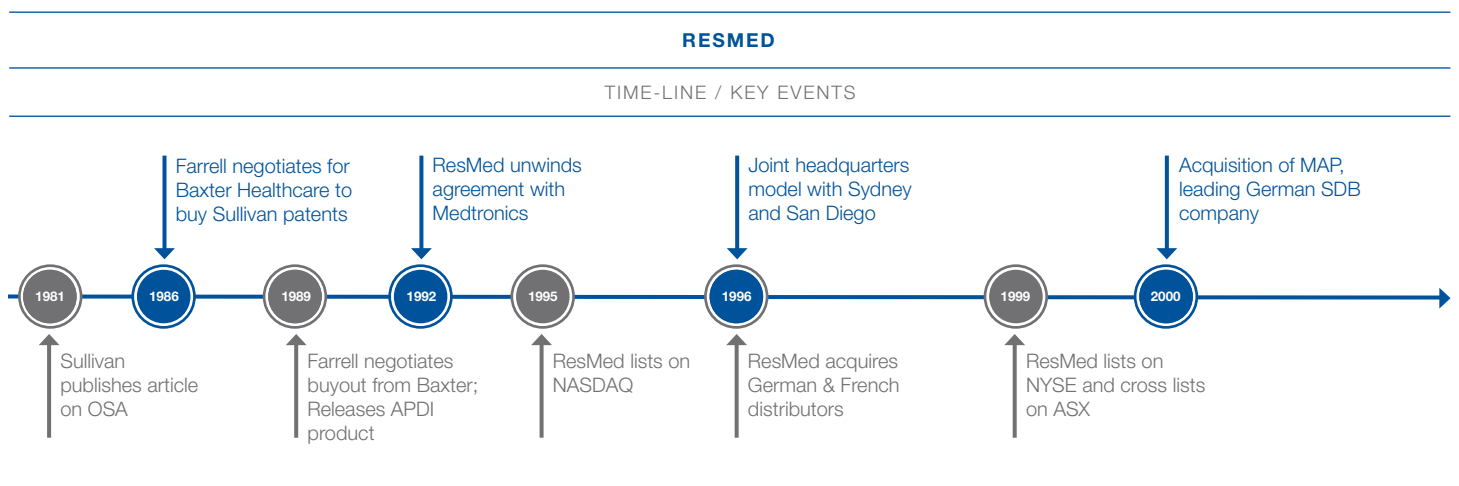 RESMED
TIME-LINE / KEY EVENTS
Farrell negotiates for
Baxter Healthcare to
buy Sullivan patents
ResMed unwinds
agreement with
Medtronics
Joint headquarters
model with Sydney
and San Diego
Acquisition of MAP,
leading German SDB
company
1981
1986
1989
1992
1995
1996
1999
2000
Sullivan
publishes article
on OSA
Farrell negotiates
buyout from Baxter;
Releases APDI
product
ResMed lists on
NASDAQ
ResMed acquires
German & French
distributors
ResMed lists on
NYSE and cross lists
on ASX